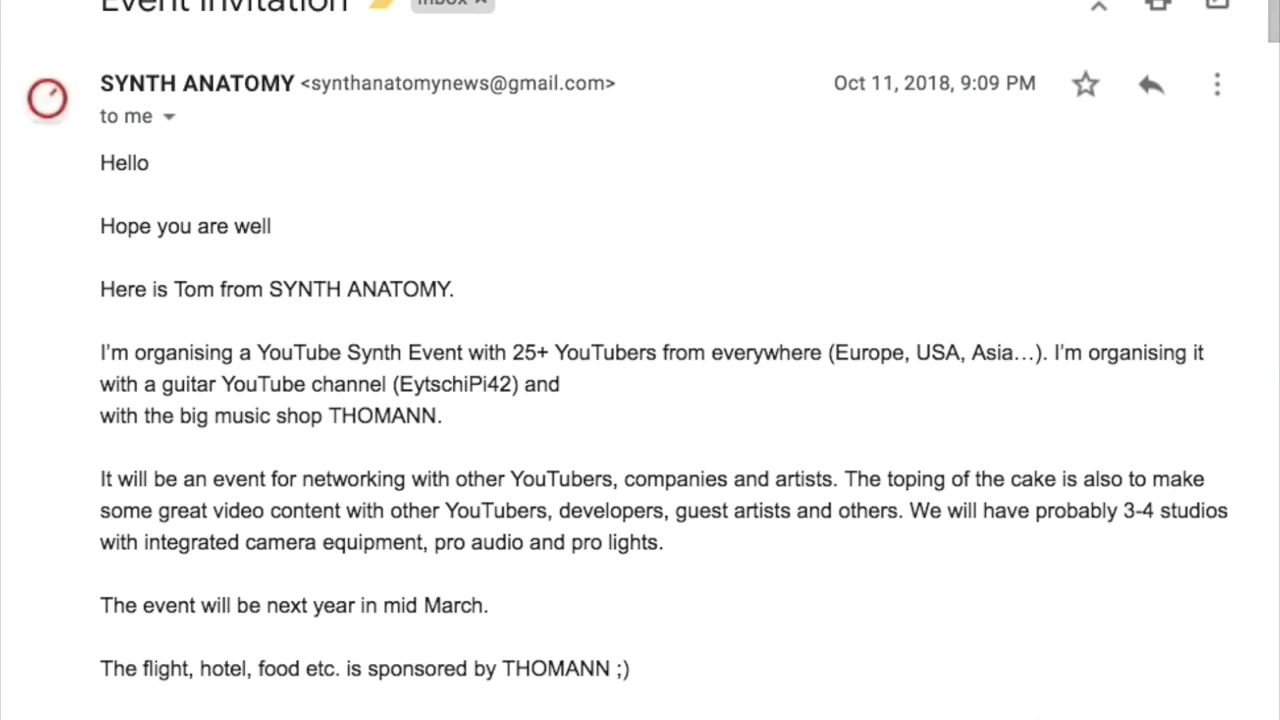 Event Invitation Inbox ×
SYNTH ANATOMY <synthanatomynews@gmail.com> Oct 11, 2018, 9:09 PM
to me
Hello
Hope you are well
Here is Tom from SYNTH ANATOMY.
I'm organising a YouTube Synth Event with 25+ YouTubers from everywhere (Europe, USA, Asia…). I'm organising it
with a guitar YouTube channel (EytschiPi42) and
with the big music shop THOMANN.
It will be an event for networking with other YouTubers, companies and artists. The toping of the cake is also to make
some great video content with other YouTubers, developers, guest artists and others. We will have probably 3-4 studios
with integrated camera equipment, pro audio and pro lights.
The event will be next year in mid March.
The flight, hotel, food etc. is sponsored by THOMANN ;)